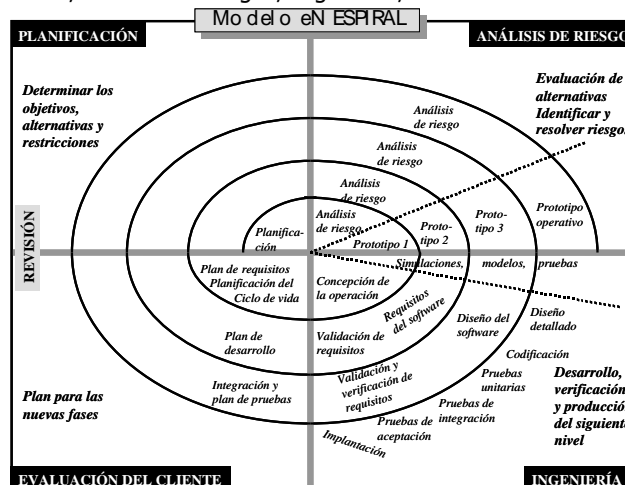 Modelo eN ESPIRAL
PLANIFICACIÓN
ANÁLISIS DE RIESGO
Determinar los
objetivos,
alternativas y
restricciones
Evaluación de
alternativas
Identificar y
resolver riesgos
Análisis
de riesgo
Análisis
de riesgo
Análisis
de riesgo
Análisis
de riesgo
Planifica-
ción
Prototipo 1
Proto-
tipo 2
Proto-
tipo 3
Prototipo
operativo
REVISIÓN
Simulaciones, modelos, pruebas
Plan de requisitos
Planificación del
Ciclo de vida
Concepción de
la operación
Requisitos
del software
Diseño del
software
Diseño
detallado
Plan de
desarrollo
Validación de
requisitos
Codificación
Integración y
plan de pruebas
Validación y
verificación de
requisitos
Pruebas
unitarias
Pruebas de
integración
Pruebas de
aceptación
Implantación
Plan para las
nuevas fases
Desarrollo,
verificación
y producción
del siguiente
nivel
EVALUACIÓN DEL CLIENTE
INGENIERÍA